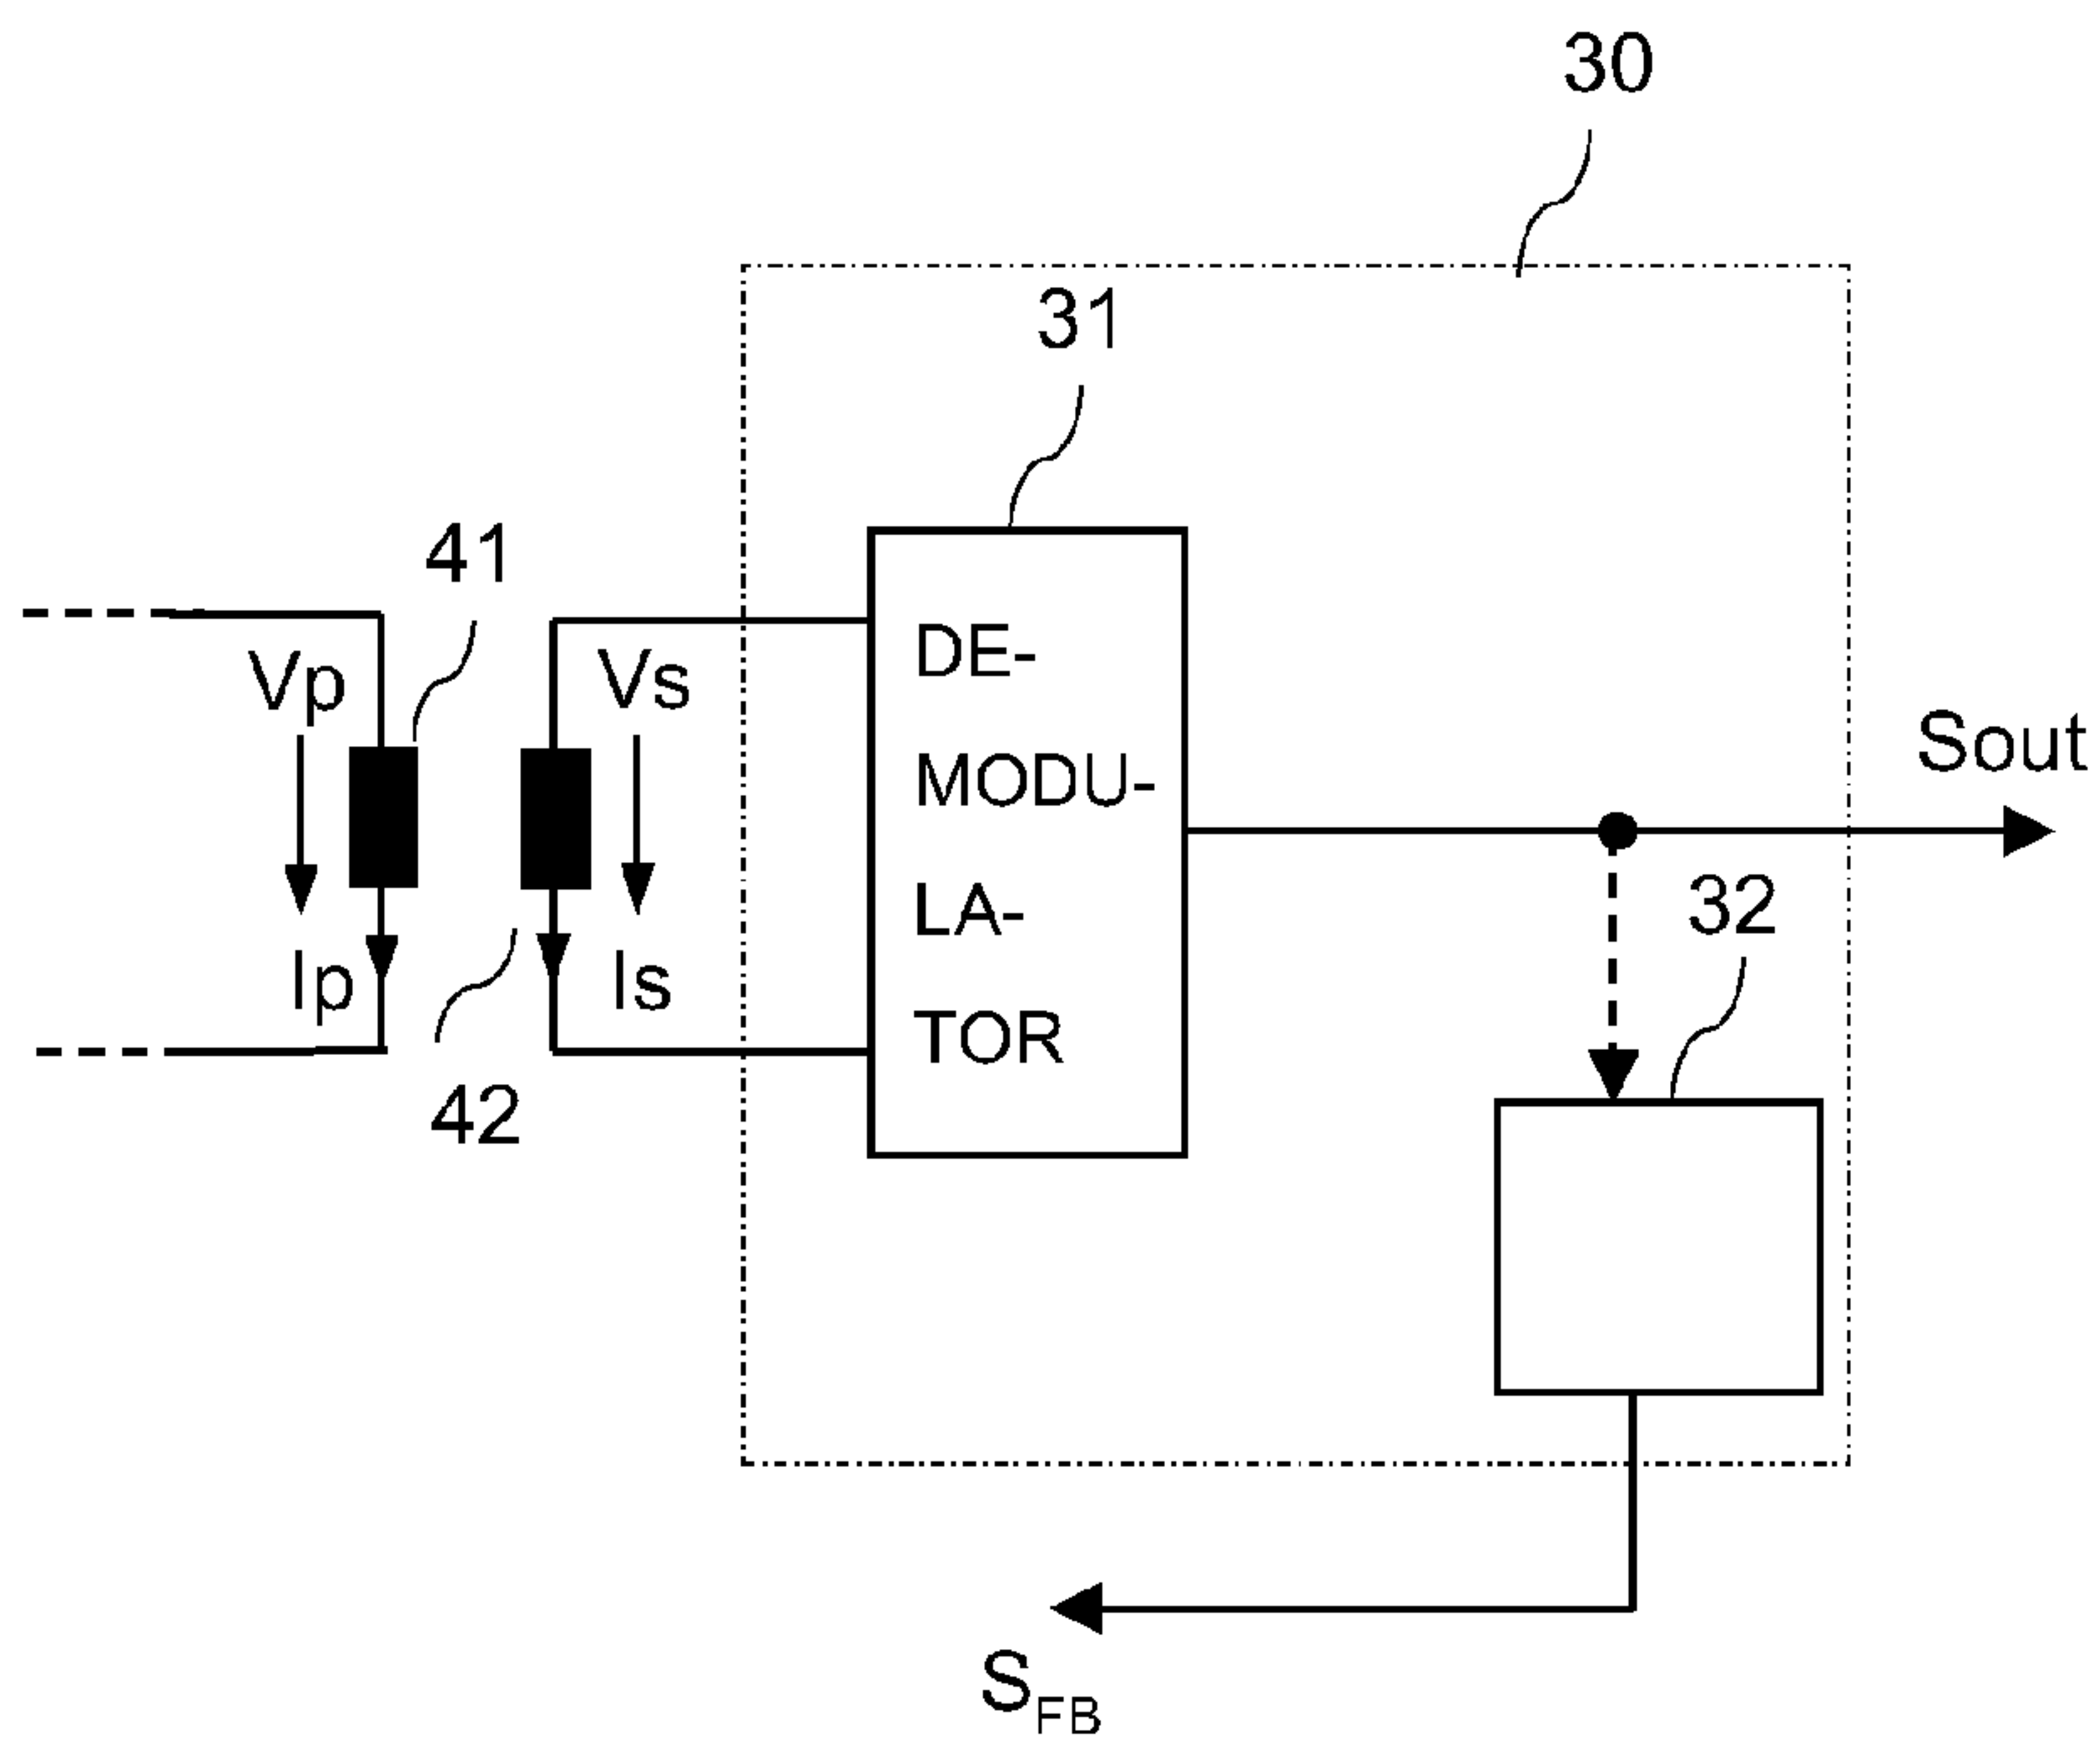 30
31
41
Vp
Vs
DE-
MODU-
LA-
TOR
Sout
32
Ip
Is
42
SFB